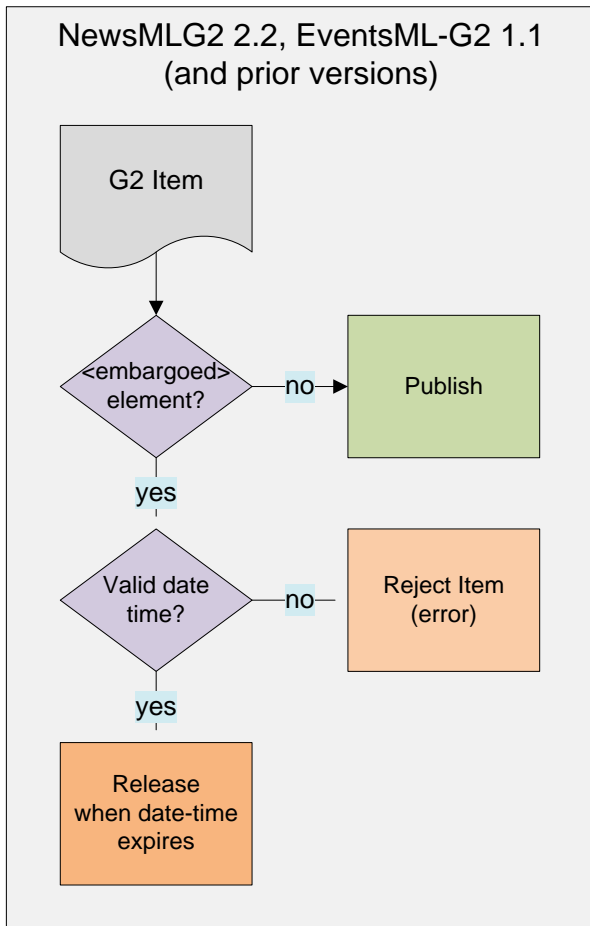 NewsMLG2 2.2, EventsML-G2 1.1
(and prior versions)
G2 Item
<embargoed>
element?
no
Publish
yes
Valid date
time?
no
Reject Item
(error)
yes
Release
when date-time
expires